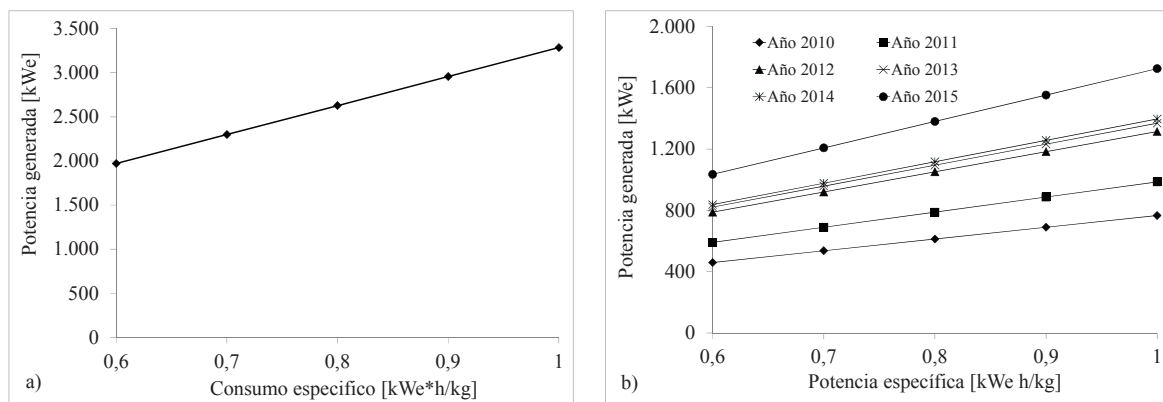 3.500
3.000
2.500
2.000
1.500
1.000
500
0
Potencia generada [kWe]
0,6 0,7 0,8 0,9 1
a) Consumo especifico [kWe*h/kg]
2.000
1.600
1.200
800
400
0
Potencia generada [kWe]
Año 2010 Año 2011
Año 2012 Año 2013
Año 2014 Año 2015
0,6 0,7 0,8 0,9 1
b) Potencia específica [kWe h/kg]